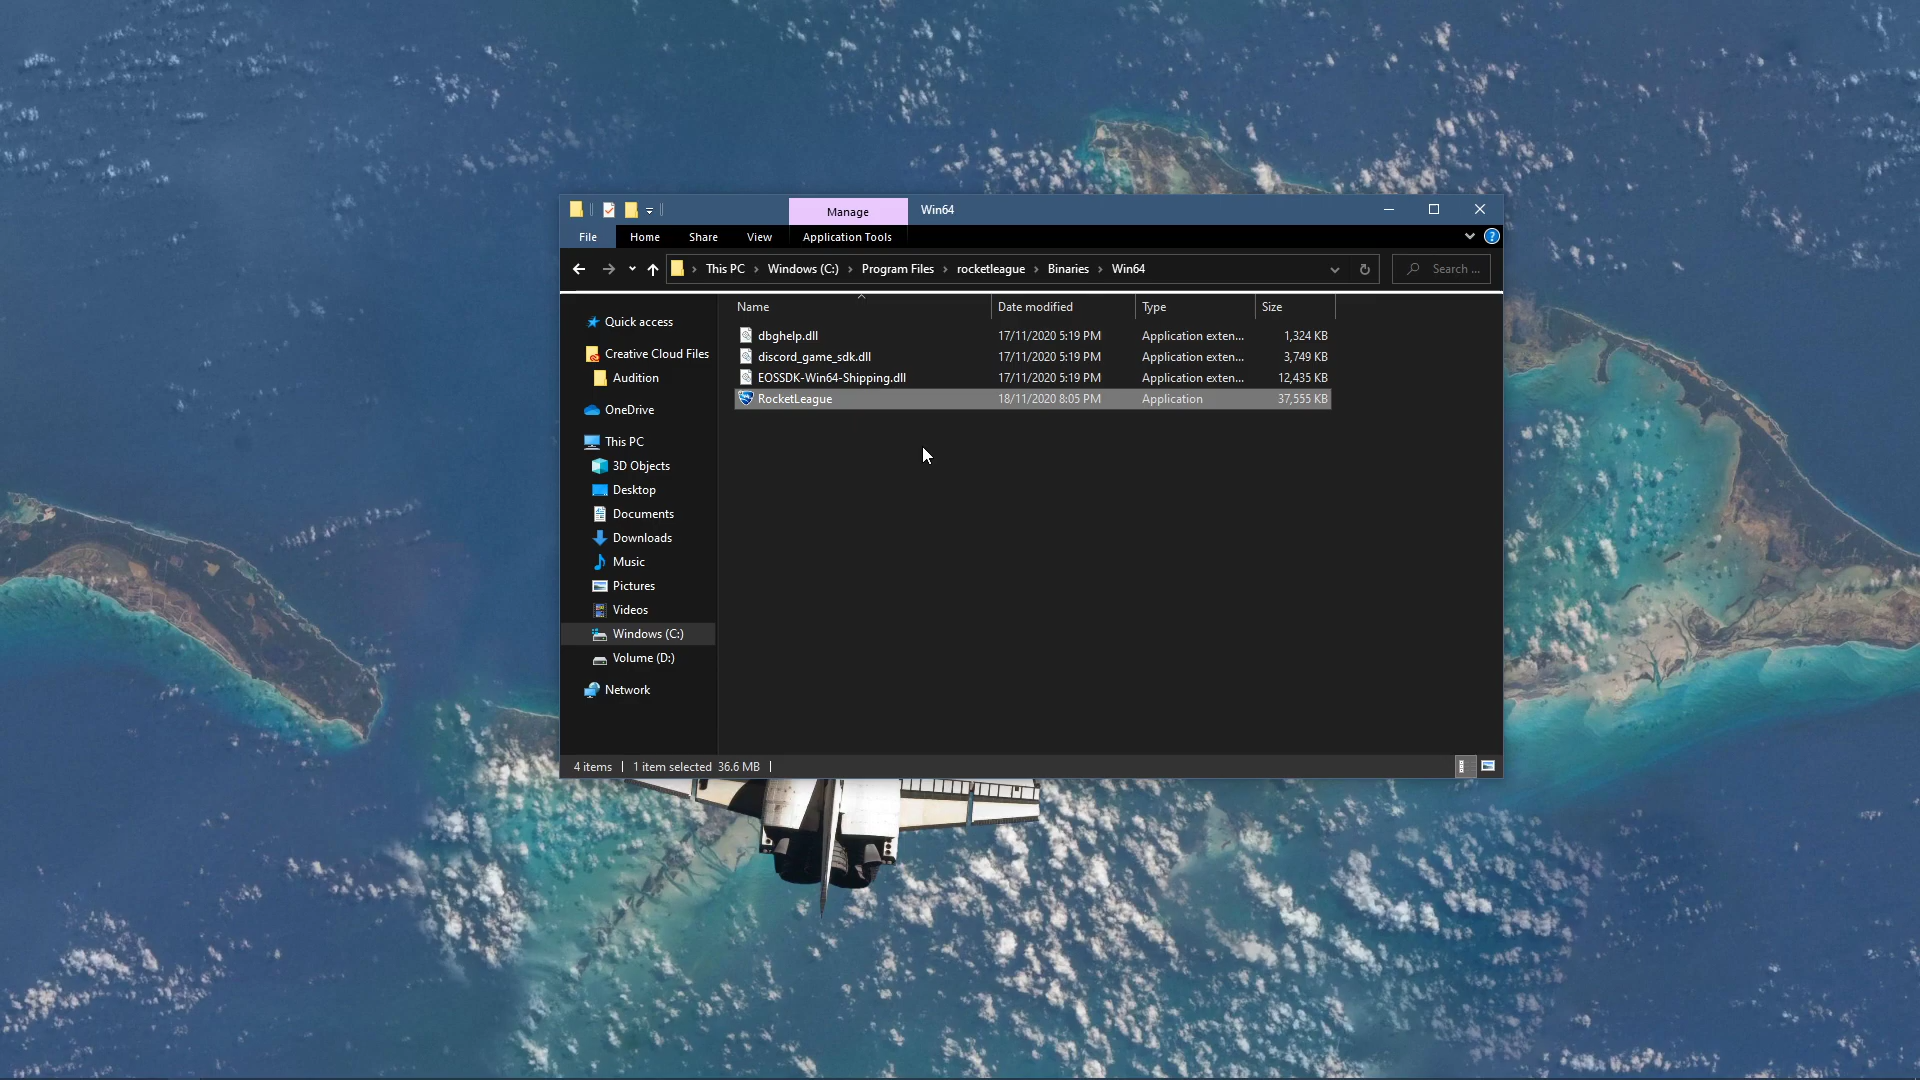 Manage
Win64
File
Home
Share
View
Application Tools
This PC
Windows (C:)
Program Files
rocketleague
Binaries
Win64
Search ...
Name
Date modified
Type
Size
Quick access
Creative Cloud Files
Audition
OneDrive
This PC
3D Objects
Desktop
Documents
Downloads
Music
Pictures
Videos
Windows (C:)
Volume (D:)
Network
dbghelp.dll 17/11/2020 5:19 PM Application exten... 1,324 KB
discord_game_sdk.dll 17/11/2020 5:19 PM Application exten... 3,749 KB
EOSSDK-Win64-Shipping.dll 17/11/2020 5:19 PM Application exten... 12,435 KB
RocketLeague 18/11/2020 8:05 PM Application 37,555 KB
4 items 1 item selected 36.6 MB